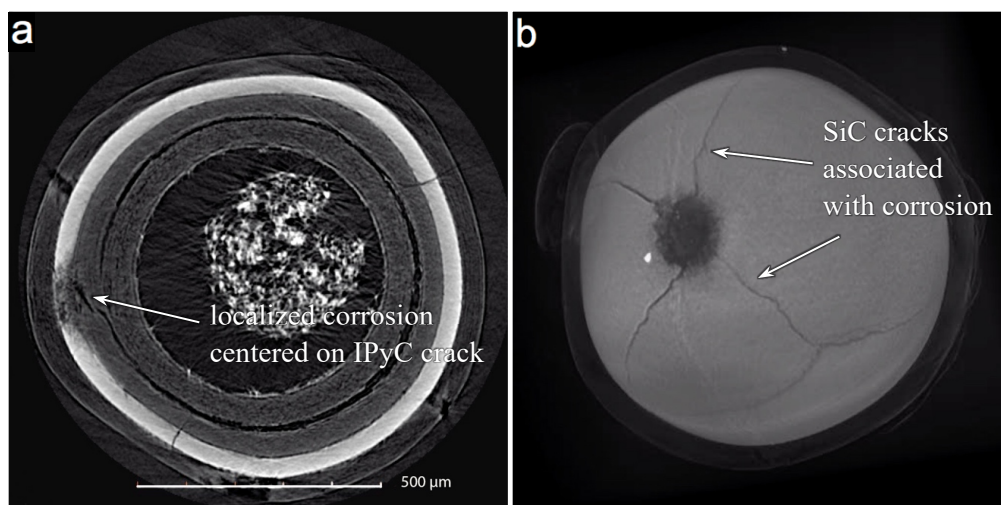 a
b
SiC cracks
associated
with corrosion
localized corrosion
centered on IPyC crack
500 µm